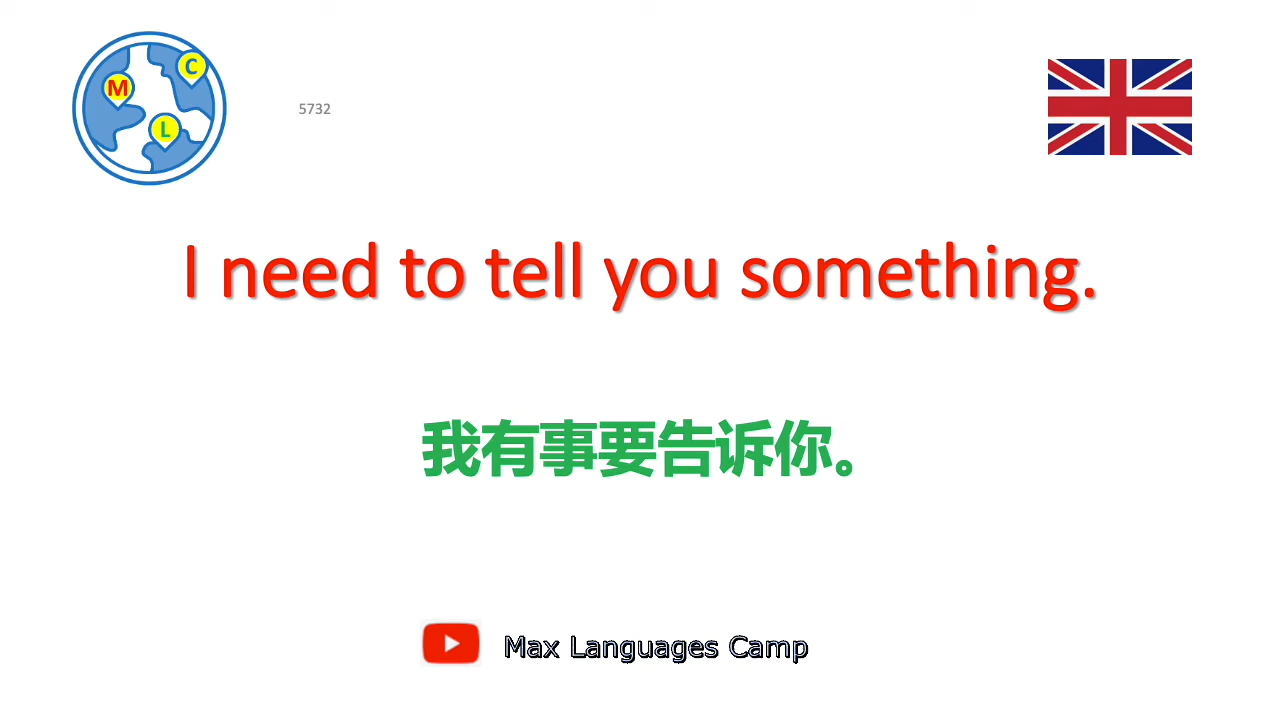 M
C
L
5732
I need to tell you something.
我有事要告诉你。
Max Languages Camp